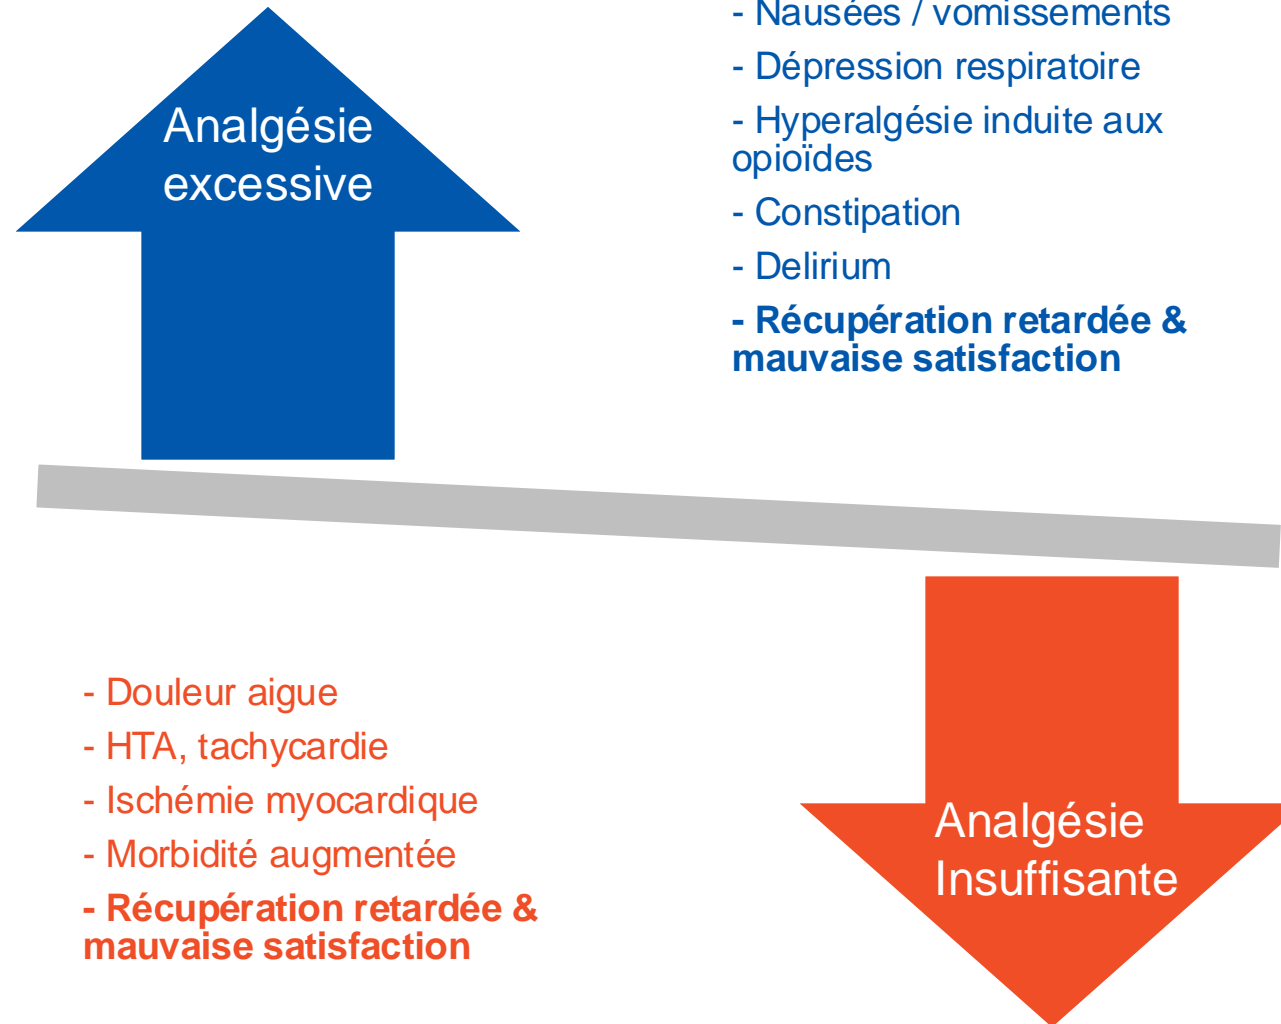 - Nausées / vomissements
- Dépression respiratoire
- Hyperalgésie induite aux
opioïdes
- Constipation
- Delirium
- Récupération retardée &
mauvaise satisfaction
Analgésie
excessive
- Douleur aigue
- HTA, tachycardie
- Ischémie myocardique
- Morbidité augmentée
- Récupération retardée &
mauvaise satisfaction
Analgésie
Insuffisante